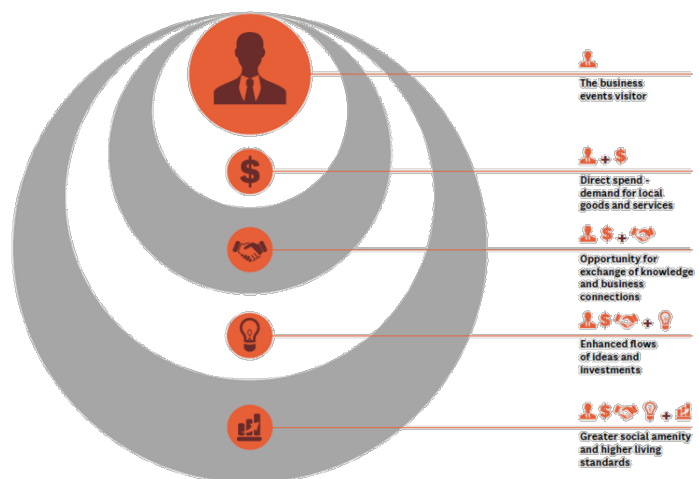 The business
events visitor
$
+ $
Direct spend -
demand for local
goods and services
$ +
Opportunity for
exchange of knowledge
and business
connections
$ +
Enhanced flows
of ideas and
investments
$ +
Greater social amenity
and higher living
standards